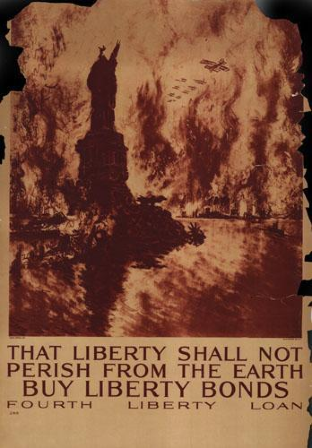 THAT LIBERTY SHALL NOT
PERISH FROM THE EARTH
BUY LIBERTY BONDS
FOURTH LIBERTY LOAN